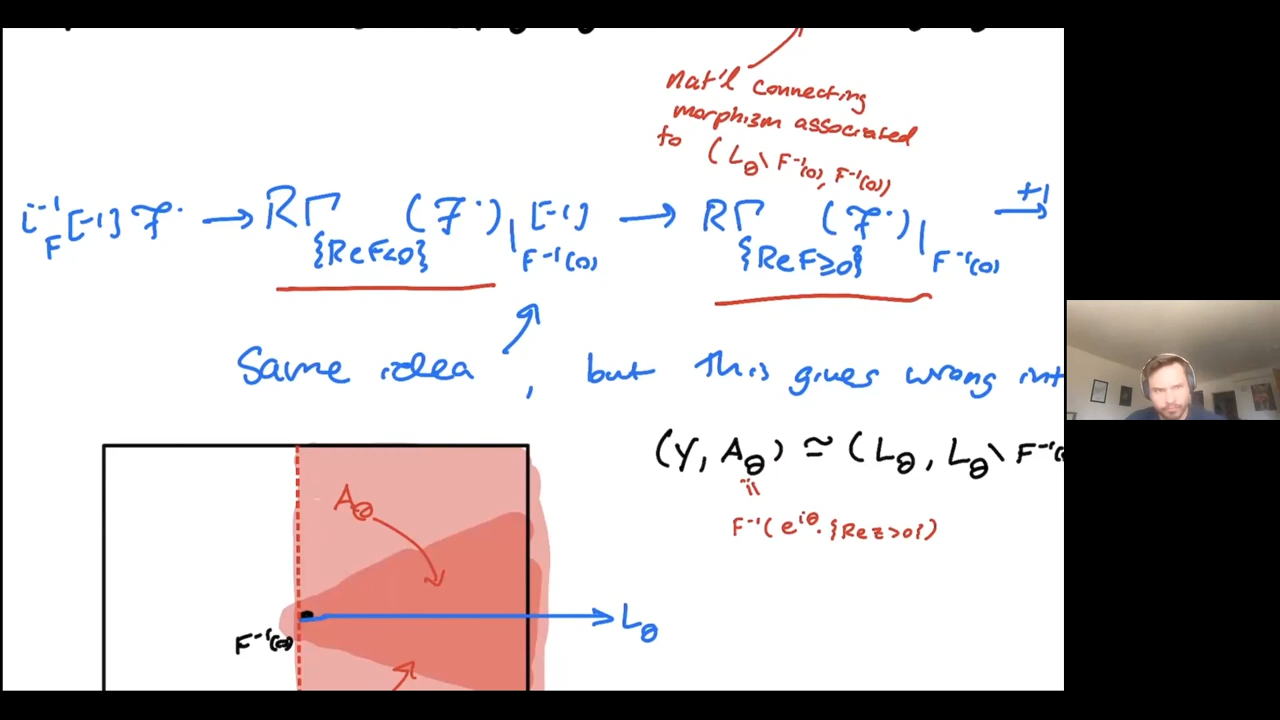 Nat'l connecting
morphism associated
to (L_θ \ F⁻¹(0), F⁻¹(0))
i_F⁻¹[-1] F• → RΓ_{Re F<0} (F•)|_F⁻¹(0) [-1] → RΓ_{Re F≥0} (F•)|_F⁻¹(0) +1→
Same idea, but this gives wrong
(Y, A_θ) ≃ (L_θ, L_θ \
F⁻¹(e^{iθ}·{Re z>0})
A_θ
L_θ
F⁻¹(0)